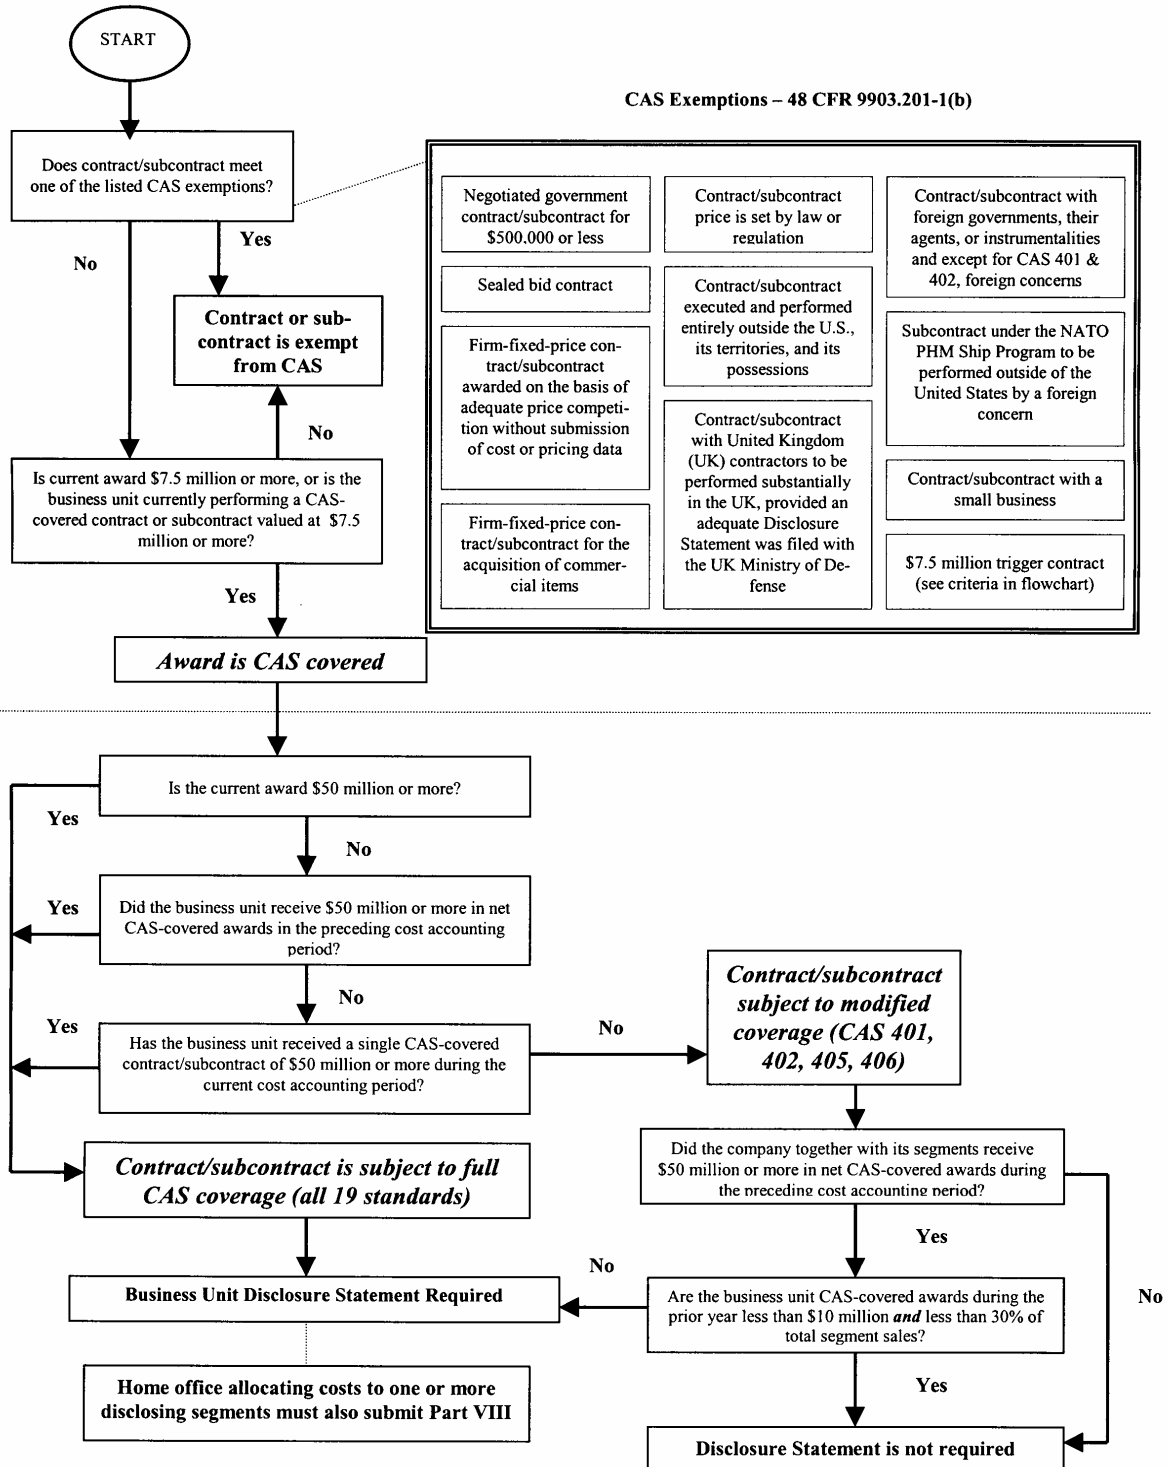 START
CAS Exemptions – 48 CFR 9903.201-1(b)
Does contract/subcontract meet
one of the listed CAS exemptions?
Yes
No
Contract or sub-
contract is exempt
from CAS
No
Is current award $7.5 million or more, or is the
business unit currently performing a CAS-
covered contract or subcontract valued at $7.5
million or more?
Yes
Award is CAS covered
Negotiated government
contract/subcontract for
$500.000 or less
Sealed bid contract
Firm-fixed-price con-
tract/subcontract
awarded on the basis of
adequate price competi-
tion without submission
of cost or pricing data
Firm-fixed-price con-
tract/subcontract for the
acquisition of commer-
cial items
Contract/subcontract
price is set by law or
regulation
Contract/subcontract
executed and performed
entirely outside the U.S.,
its territories, and its
possessions
Contract/subcontract
with United Kingdom
(UK) contractors to be
performed substantially
in the UK, provided an
adequate Disclosure
Statement was filed with
the UK Ministry of De-
fense
Contract/subcontract with
foreign governments, their
agents, or instrumentalities
and except for CAS 401 &
402, foreign concerns
Subcontract under the NATO
PHM Ship Program to be
performed outside of the
United States by a foreign
concern
Contract/subcontract with a
small business
$7.5 million trigger contract
(see criteria in flowchart)
Is the current award $50 million or more?
Yes
No
Did the business unit receive $50 million or more in net
CAS-covered awards in the preceding cost accounting
period?
Yes
No
Has the business unit received a single CAS-covered
contract/subcontract of $50 million or more during the
current cost accounting period?
Yes
No
Contract/subcontract
subject to modified
coverage (CAS 401,
402, 405, 406)
Contract/subcontract is subject to full
CAS coverage (all 19 standards)
Did the company together with its segments receive
$50 million or more in net CAS-covered awards during
the preceding cost accounting period?
Yes
No
No
Business Unit Disclosure Statement Required
Are the business unit CAS-covered awards during the
prior year less than $10 million and less than 30% of
total segment sales?
Yes
Home office allocating costs to one or more
disclosing segments must also submit Part VIII
Disclosure Statement is not required